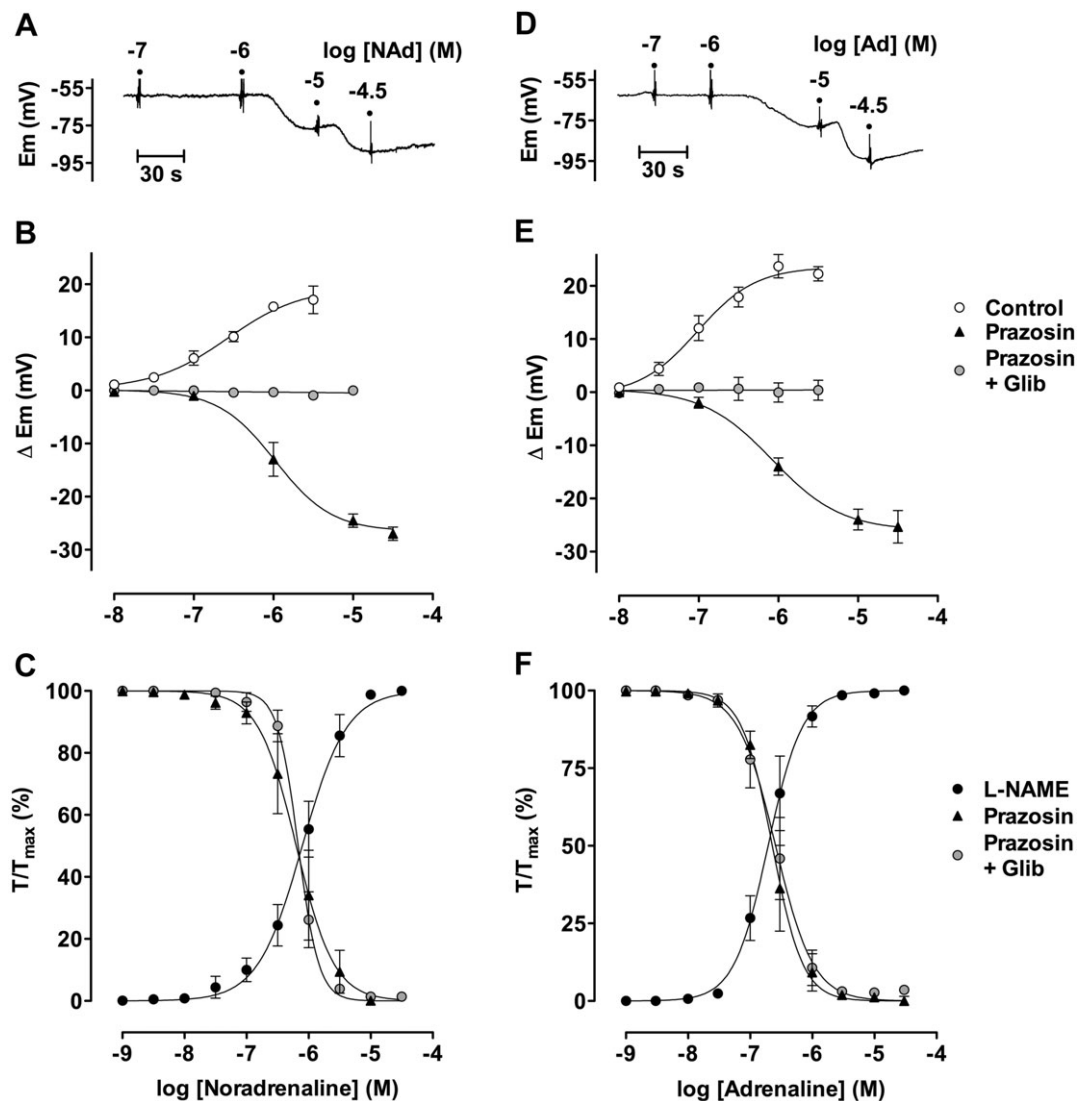 A
log [NAd] (M)
-7
-6
-5
-4.5
Em (mV)
-55
-75
-95
30 s
D
log [Ad] (M)
-7
-6
-5
-4.5
Em (mV)
-55
-75
-95
30 s
B
Δ Em (mV)
20
10
0
-10
-20
-30
-8 -7 -6 -5 -4
E
Δ Em (mV)
20
10
0
-10
-20
-30
-8 -7 -6 -5 -4
Control
Prazosin
Prazosin
+ Glib
C
T/Tmax (%)
100
80
60
40
20
0
-9 -8 -7 -6 -5 -4
log [Noradrenaline] (M)
F
T/Tmax (%)
100
75
50
25
0
-9 -8 -7 -6 -5 -4
log [Adrenaline] (M)
L-NAME
Prazosin
Prazosin
+ Glib